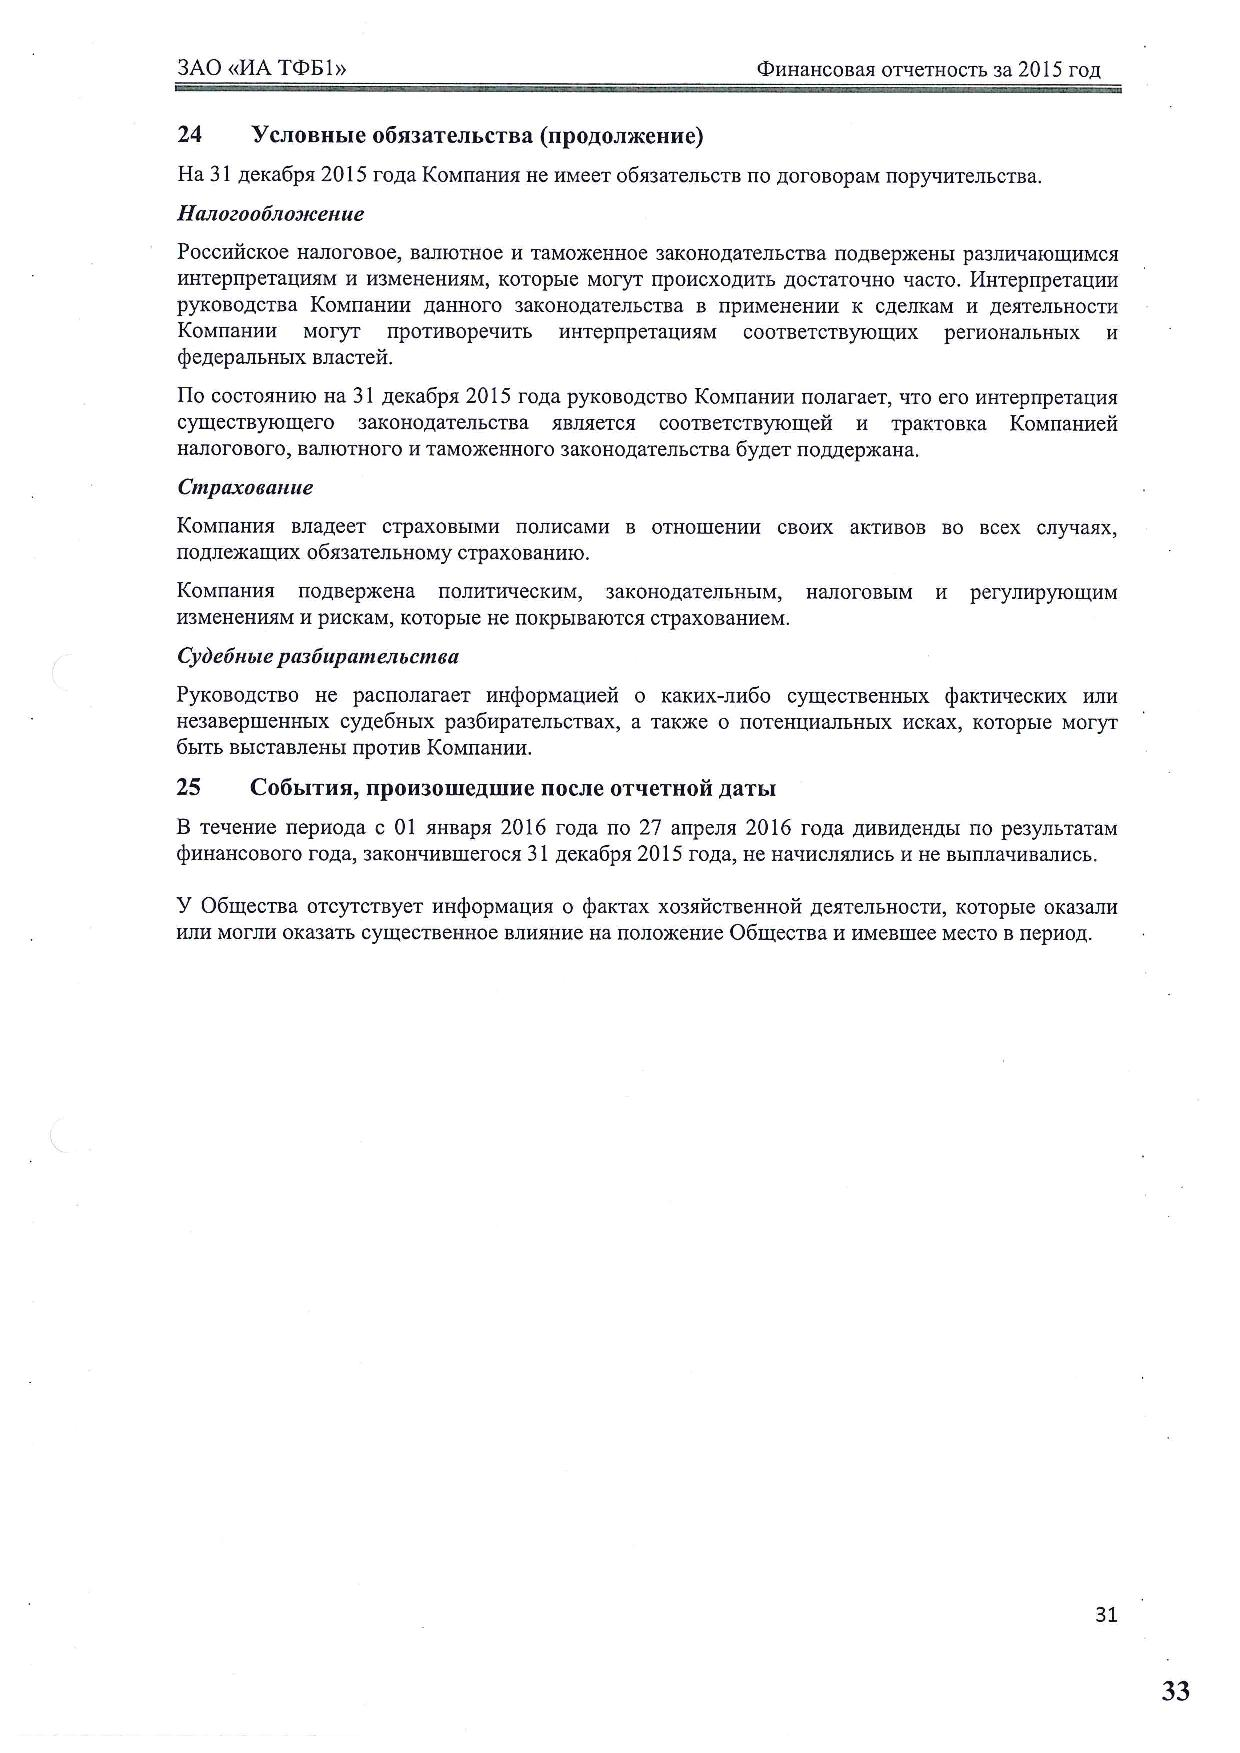 ЗАО «ИА ТФБ1» Финансовая отчетность за 2015 год
24 Условные обязательства (продолжение)
На 31 декабря 2015 года Компания не имеет обязательств по договорам поручительства.
Налогообложение
Российское налоговое, валютное и таможенное законодательства подвержены различающимся
интерпретациям и изменениям, которые могут происходить достаточно часто. Интерпретации
руководства Компании данного законодательства в применении к сделкам и деятельности
Компании могут противоречить интерпретациям соответствующих региональных и
федеральных властей.
По состоянию на 31 декабря 2015 года руководство Компании полагает, что его интерпретация
существующего законодательства является соответствующей и трактовка Компанией
налогового, валютного и таможенного законодательства будет поддержана.
Страхование
Компания владеет страховыми полисами в отношении своих активов во всех случаях,
подлежащих обязательному страхованию.
Компания подвержена политическим, законодательным, налоговым и регулирующим
изменениям и рискам, которые не покрываются страхованием.
Судебные разбирательства
Руководство не располагает информацией о каких-либо существенных фактических или
незавершенных судебных разбирательствах, а также о потенциальных исках, которые могут
быть выставлены против Компании.
25 События, произошедшие после отчетной даты
В течение периода с 01 января 2016 года по 27 апреля 2016 года дивиденды по результатам
финансового года, закончившегося 31 декабря 2015 года, не начислялись и не выплачивались.
У Общества отсутствует информация о фактах хозяйственной деятельности, которые оказали
или могли оказать существенное влияние на положение Общества и имевшее место в период.
31
33